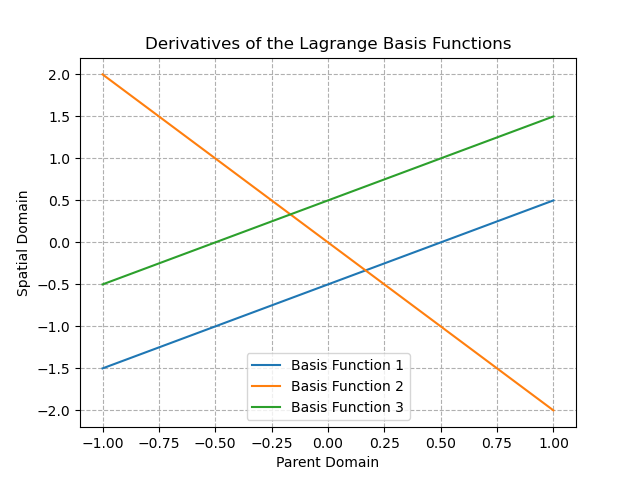 Derivatives of the Lagrange Basis Functions
2.0
1.5
1.0
0.5
0.0
−0.5
−1.0
−1.5
−2.0
Spatial Domain
Basis Function 1
Basis Function 2
Basis Function 3
−1.00 −0.75 −0.50 −0.25 0.00 0.25 0.50 0.75 1.00
Parent Domain